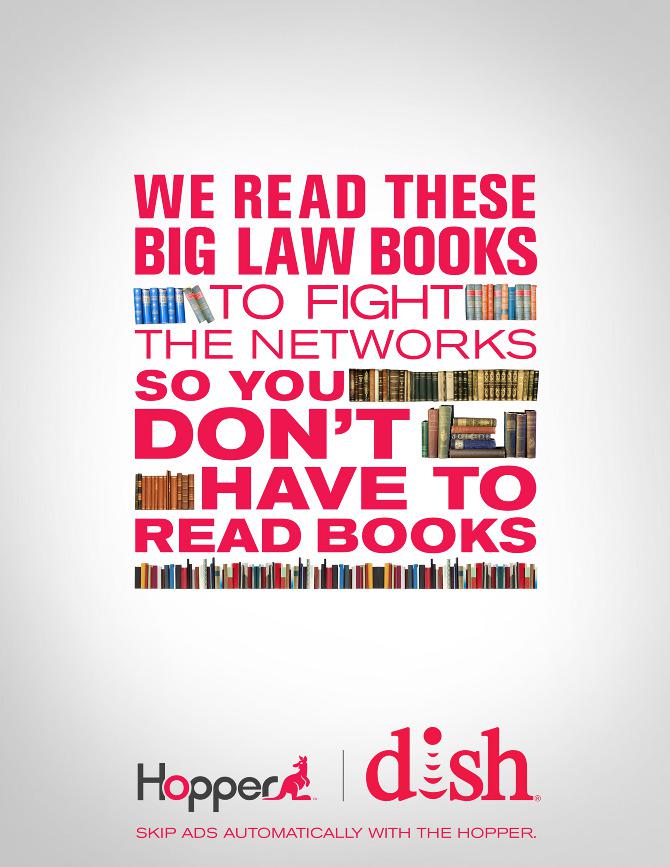 WE READ THESE
BIG LAW BOOKS
TO FIGHT
THE NETWORKS
SO YOU
DON'T
HAVE TO
READ BOOKS
Hopper™ dish®
SKIP ADS AUTOMATICALLY WITH THE HOPPER.